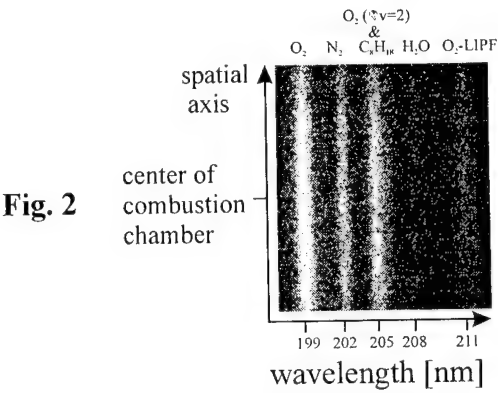 O₂ (Δv=2)
&
O₂ N₂ C₈H₁₈ H₂O O₂-LIPF
spatial
axis
center of
combustion
chamber
Fig. 2
199 202 205 208 211
wavelength [nm]